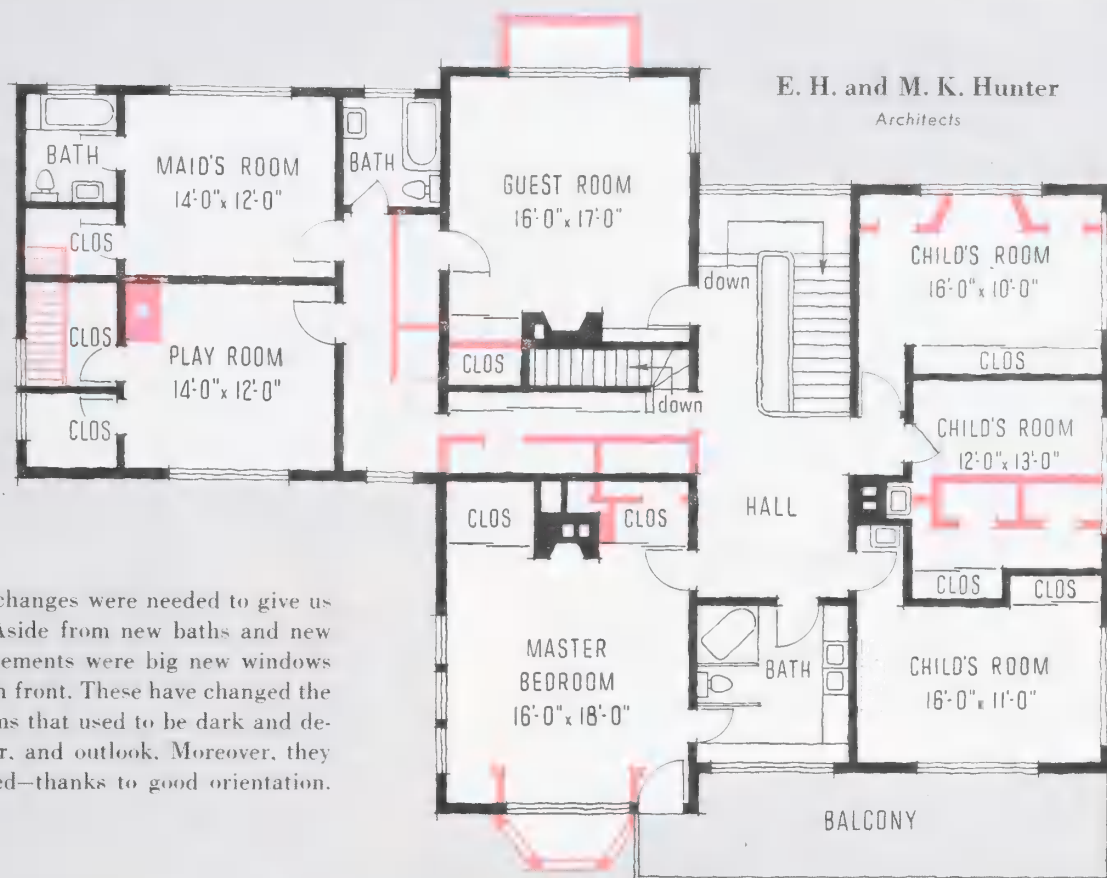 E. H. and M. K. Hunter
Architects
BATH
MAID'S ROOM
14'-0" x 12'-0"
BATH
GUEST ROOM
16'-0" x 17'-0"
CLOS
down
CHILD'S ROOM
16'-0" x 10'-0"
CLOS
PLAY ROOM
14'-0" x 12'-0"
CLOS
CLOS
CLOS
down
CHILD'S ROOM
12'-0" x 13'-0"
CLOS
CLOS
CLOS
HALL
CLOS
CLOS
MASTER
BEDROOM
16'-0" x 18'-0"
BATH
CHILD'S ROOM
16'-0" x 11'-0"
BALCONY
changes were needed to give us
side from new baths and new
ements were big new windows
front. These have changed the
ms that used to be dark and de-
and outlook. Moreover, they
ed—thanks to good orientation.